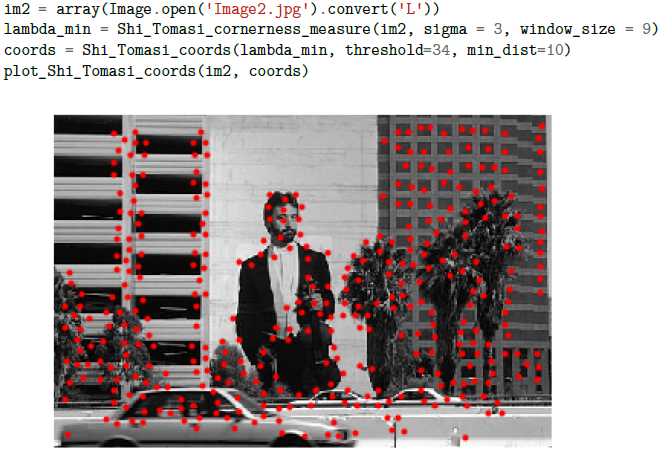 im2 = array(Image.open('Image2.jpg').convert('L'))
lambda_min = Shi_Tomasi_cornerness_measure(im2, sigma = 3, window_size = 9)
coords = Shi_Tomasi_coords(lambda_min, threshold=34, min_dist=10)
plot_Shi_Tomasi_coords(im2, coords)